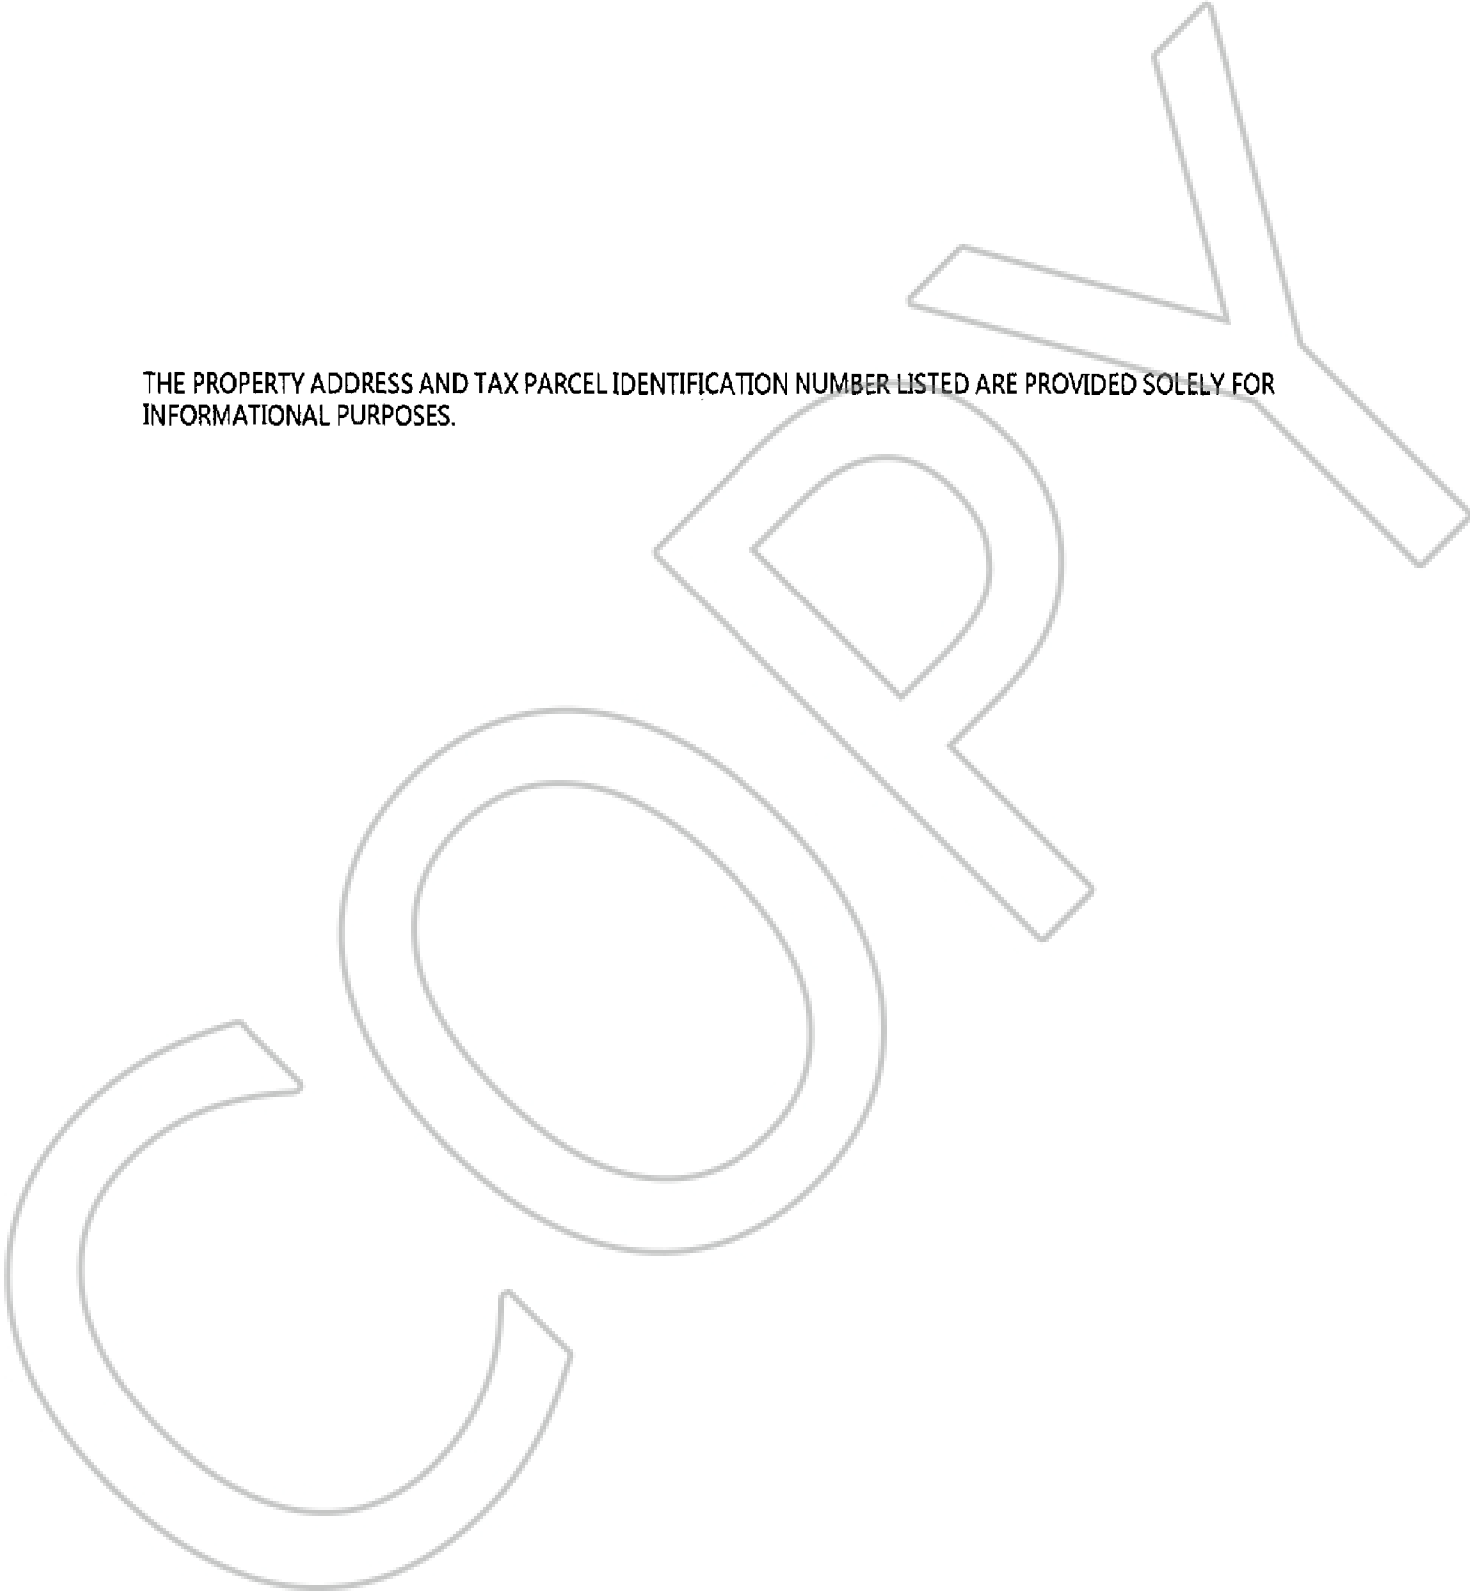 THE PROPERTY ADDRESS AND TAX PARCEL IDENTIFICATION NUMBER LISTED ARE PROVIDED SOLELY FOR
INFORMATIONAL PURPOSES.
COPY